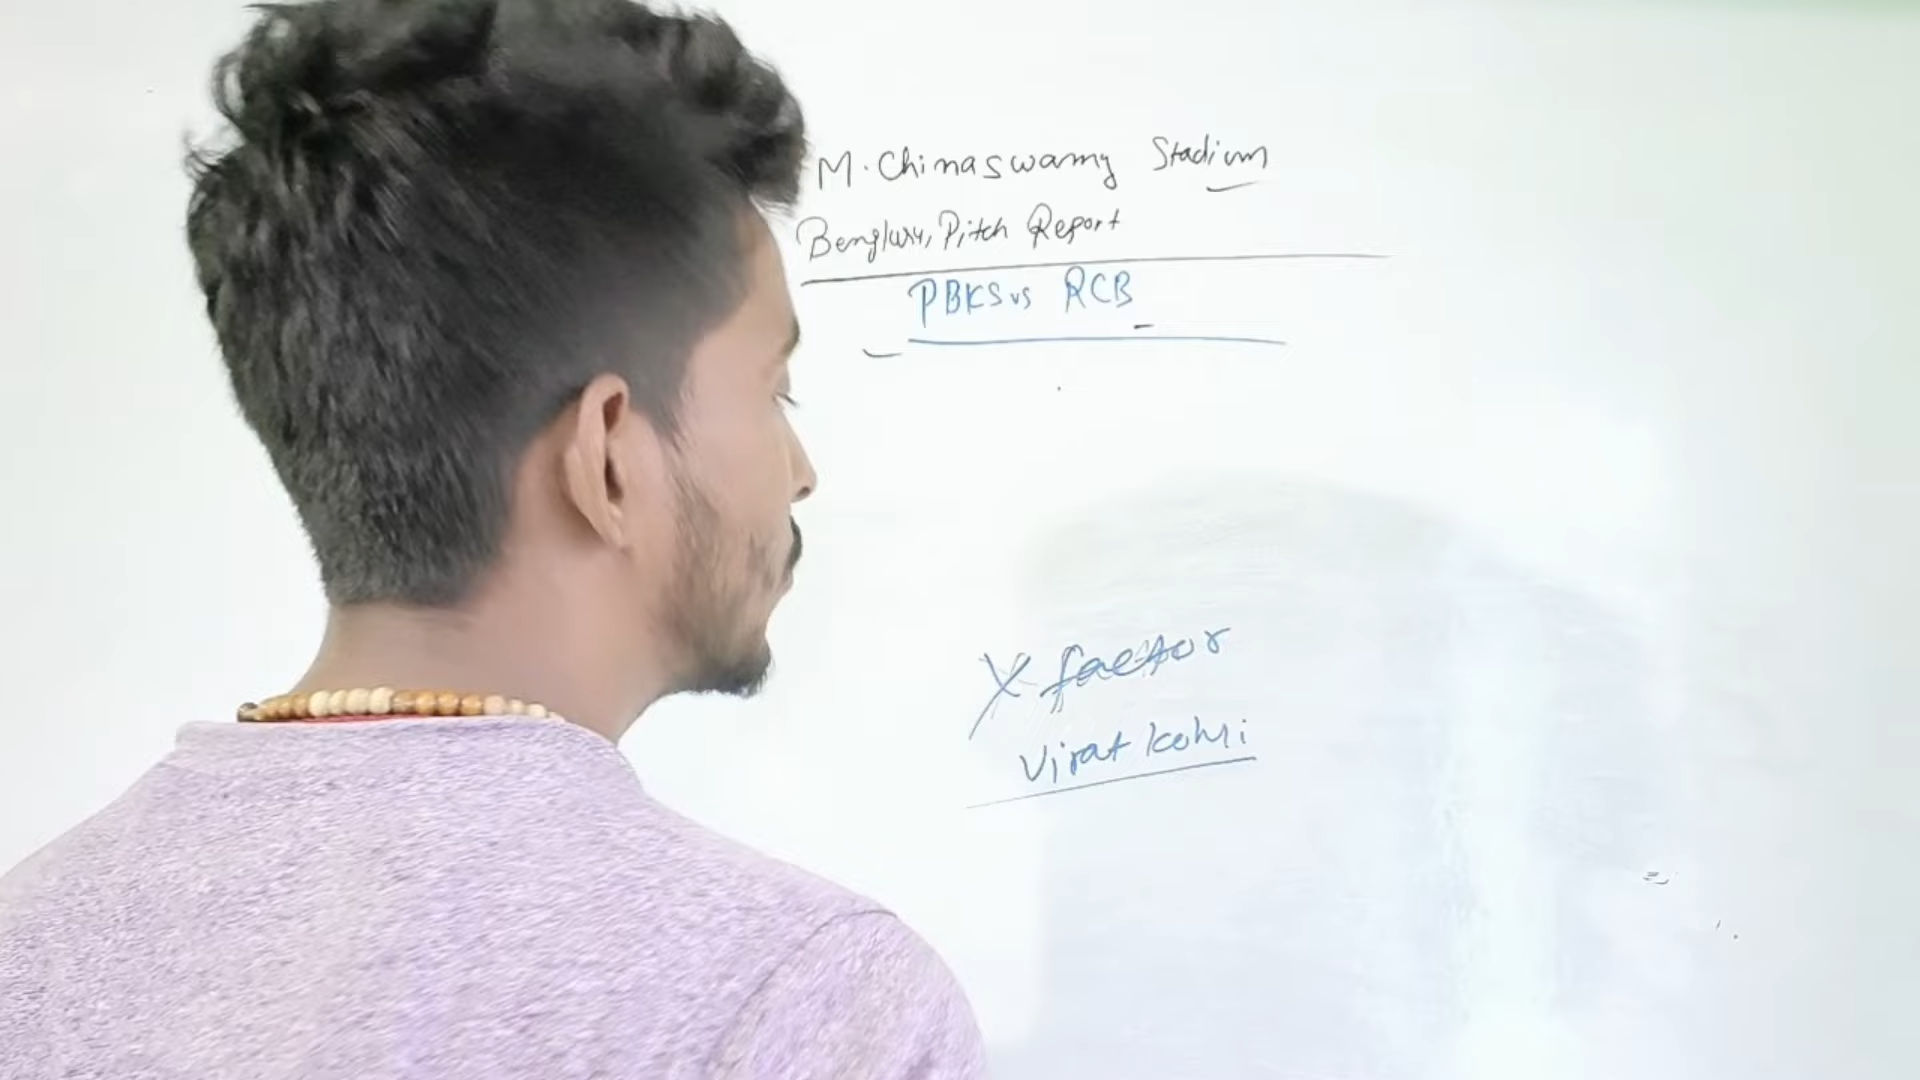 M. Chinaswamy Stadium
Benglury, Pitch Report
PBKS vs RCB
X factor
Virat kohli